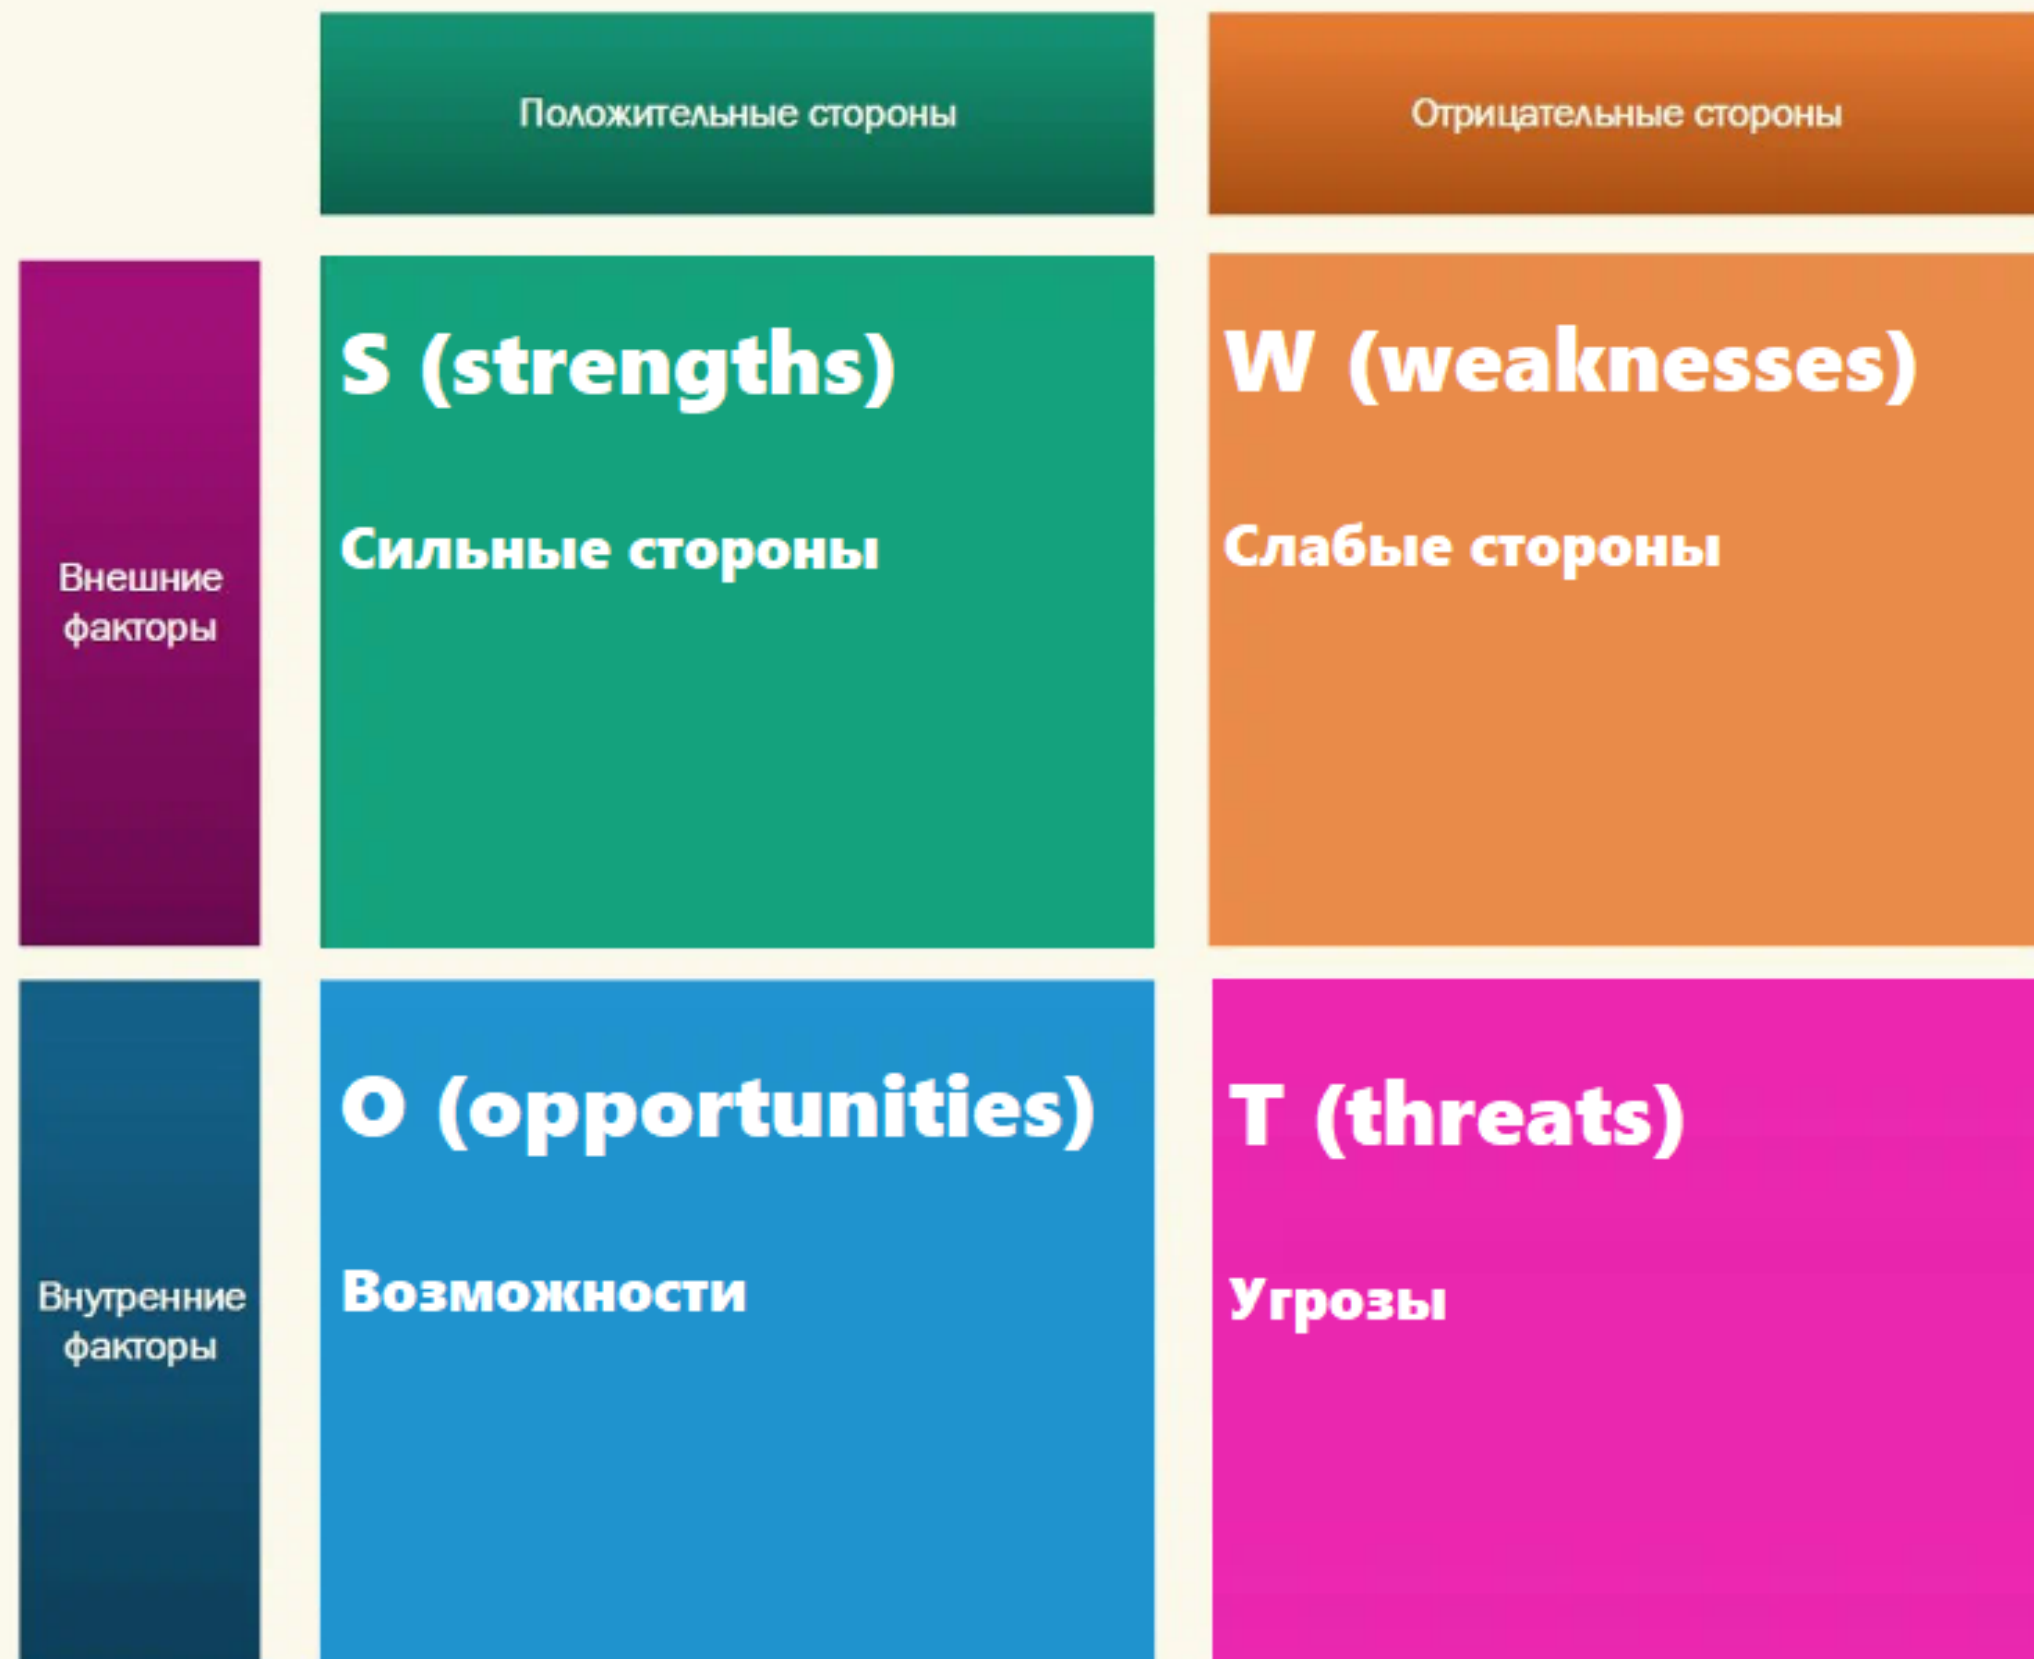 Положительные стороны
Отрицательные стороны
Внешние
факторы
S (strengths)
Сильные стороны
W (weaknesses)
Слабые стороны
Внутренние
факторы
O (opportunities)
Возможности
T (threats)
Угрозы